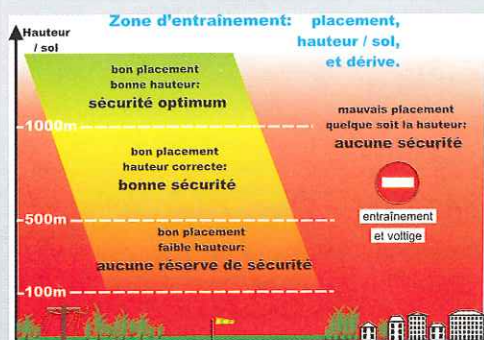 Zone d'entraînement: placement,
hauteur / sol,
et dérive.
Hauteur
/ sol
bon placement
bonne hauteur:
sécurité optimum
1000m
bon placement
hauteur correcte:
bonne sécurité
500m
bon placement
faible hauteur:
aucune réserve de sécurité
100m
mauvais placement
quelque soit la hauteur:
aucune sécurité
entraînement
et voltige